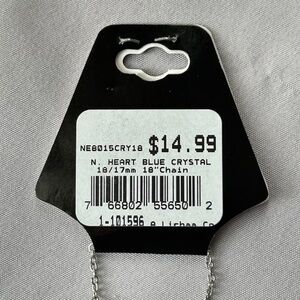 NE8015CRY18 $14.99
N. HEART BLUE CRYSTAL
18/17mm 18"Chain
7 66802 55650 2
1-101596